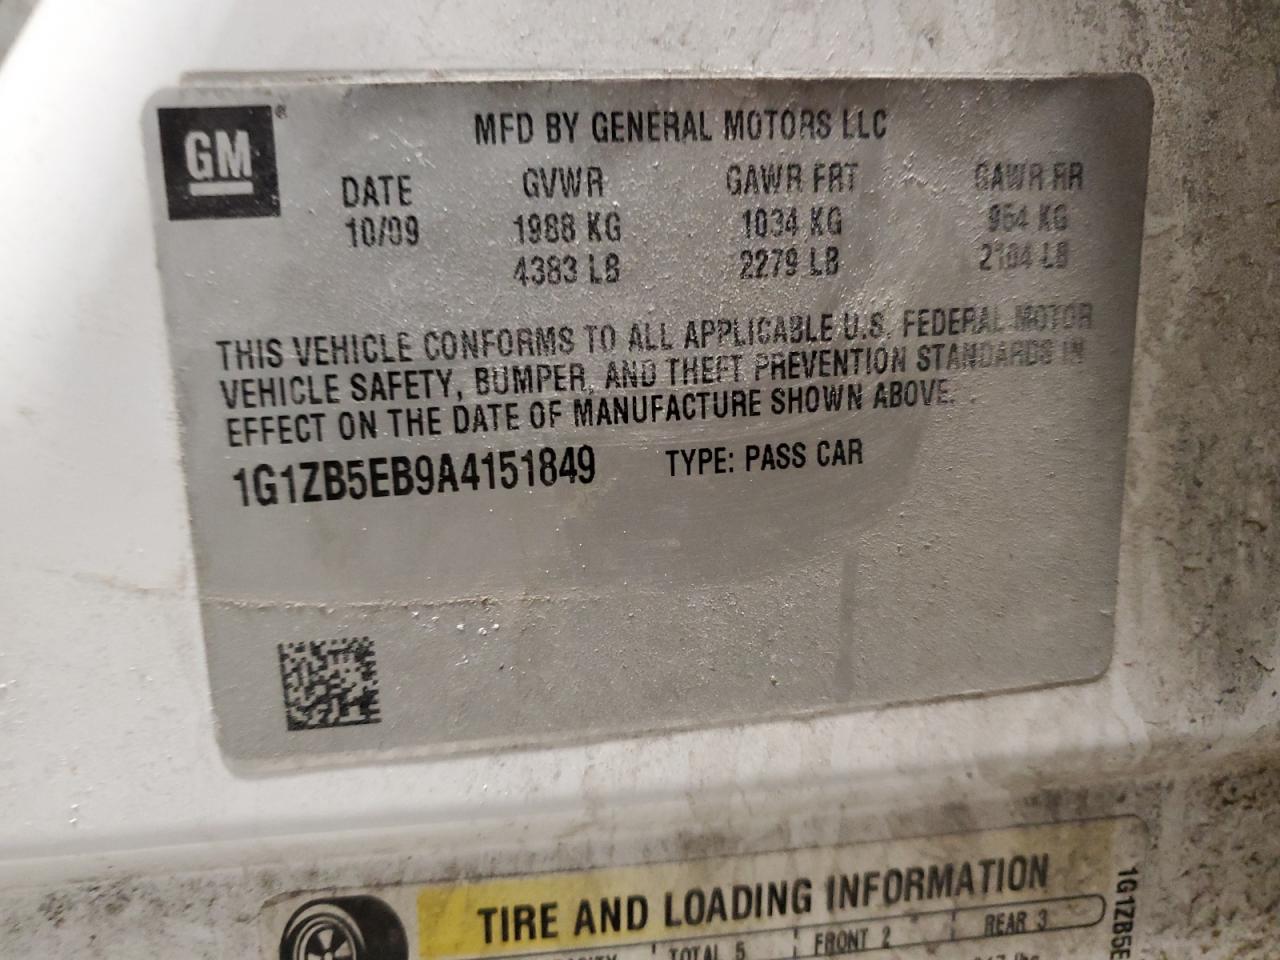 GM
®
MFD BY GENERAL MOTORS LLC
DATE GVWR GAWR FRT GAWR RR
10/09 1988 KG 1034 KG 954 KG
4383 LB 2279 LB 2104 LB
THIS VEHICLE CONFORMS TO ALL APPLICABLE U.S. FEDERAL MOTOR
VEHICLE SAFETY, BUMPER, AND THEFT PREVENTION STANDARDS IN
EFFECT ON THE DATE OF MANUFACTURE SHOWN ABOVE.
1G1ZB5EB9A4151849 TYPE: PASS CAR
TIRE AND LOADING INFORMATION
TOTAL 5 FRONT 2 REAR 3
1G1ZB5E